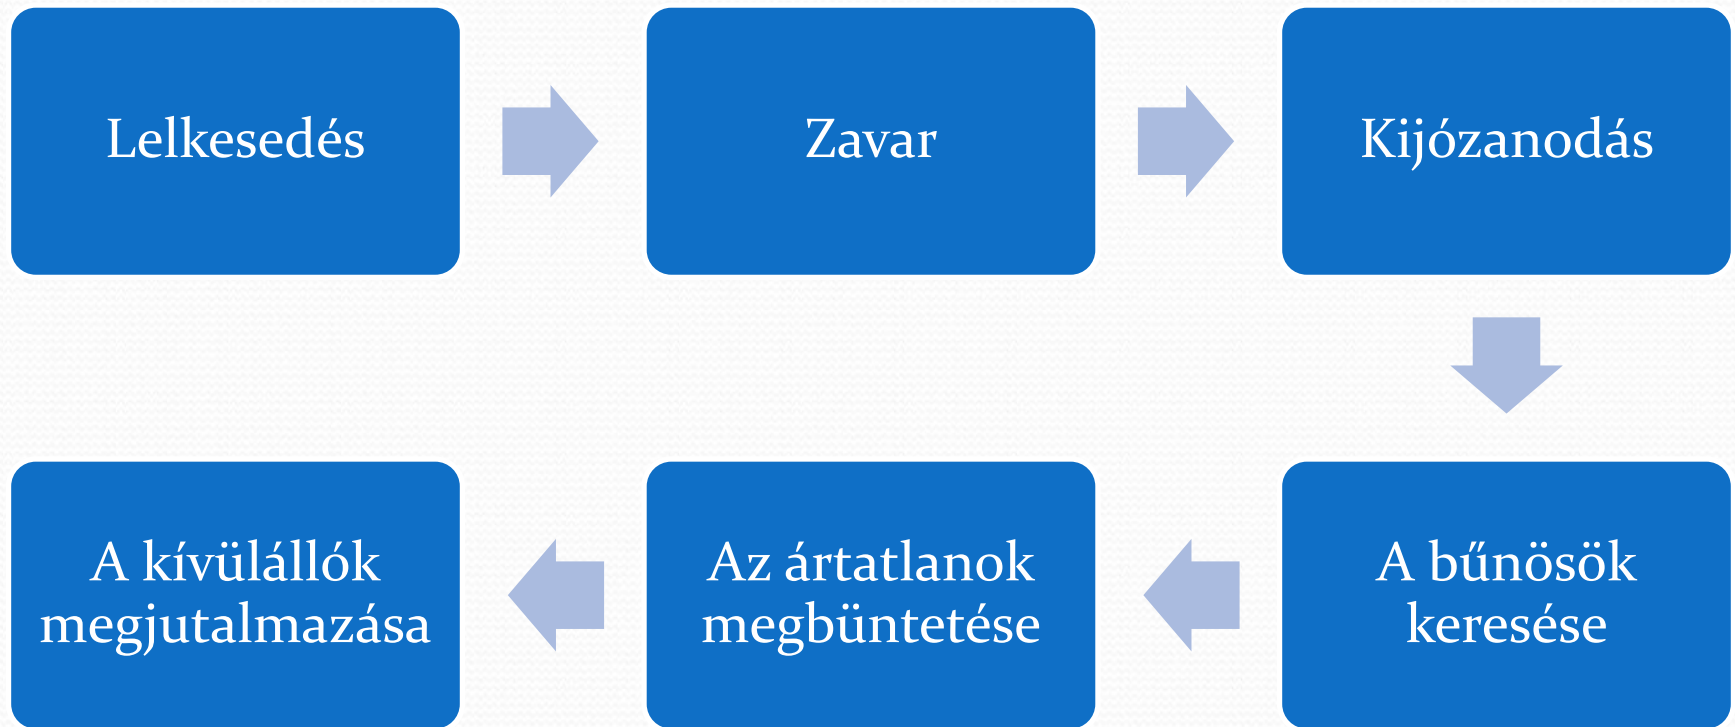 Lelkesedés
Zavar
Kijózanodás
A bűnösök
keresése
Az ártatlanok
megbüntetése
A kívülállók
megjutalmazása